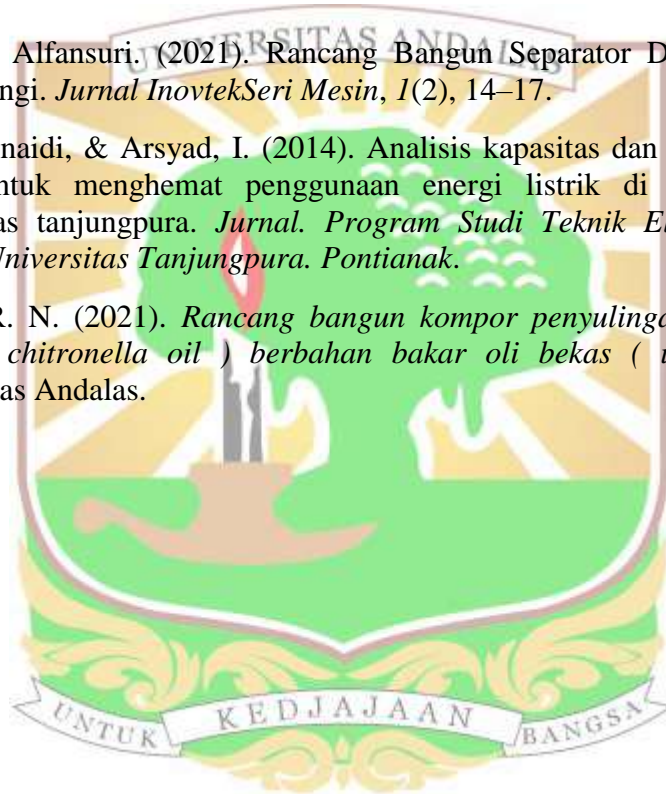 UNIVERSITAS ANDALAS
Alfansuri. (2021). Rancang Bangun Separator D
ngi. Jurnal InovtekSeri Mesin, 1(2), 14–17.
naidi, & Arsyad, I. (2014). Analisis kapasitas dan
ntuk menghemat penggunaan energi listrik di
as tanjungpura. Jurnal. Program Studi Teknik El
Universitas Tanjungpura. Pontianak.
R. N. (2021). Rancang bangun kompor penyulinga
chitronella oil ) berbahan bakar oli bekas ( u
as Andalas.
UNTUK KEDJAJAAN BANGSA